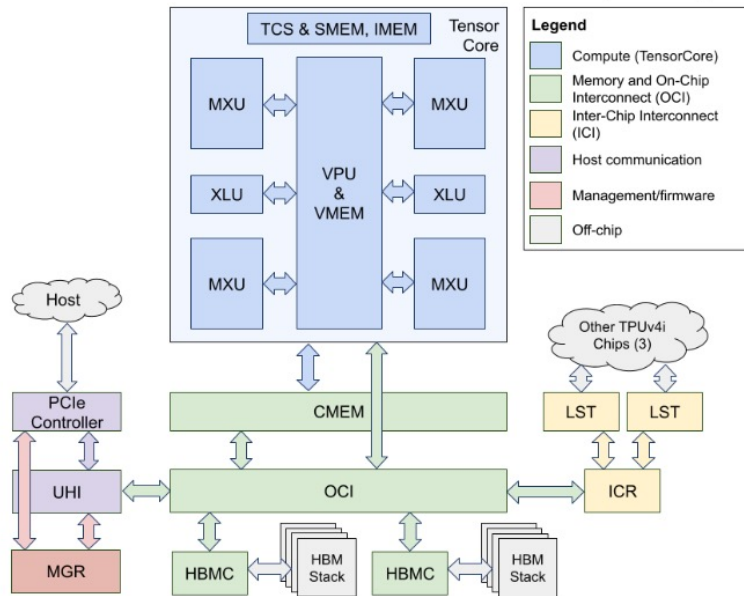 TCS & SMEM, IMEM
Tensor
Core
MXU
MXU
XLU
VPU
&
VMEM
XLU
MXU
MXU
Legend
Compute (TensorCore)
Memory and On-Chip
Interconnect (OCI)
Inter-Chip Interconnect
(ICI)
Host communication
Management/firmware
Off-chip
Host
Other TPUv4i
Chips (3)
PCIe
Controller
CMEM
LST
LST
UHI
OCI
ICR
MGR
HBMC
HBM
Stack
HBMC
HBM
Stack